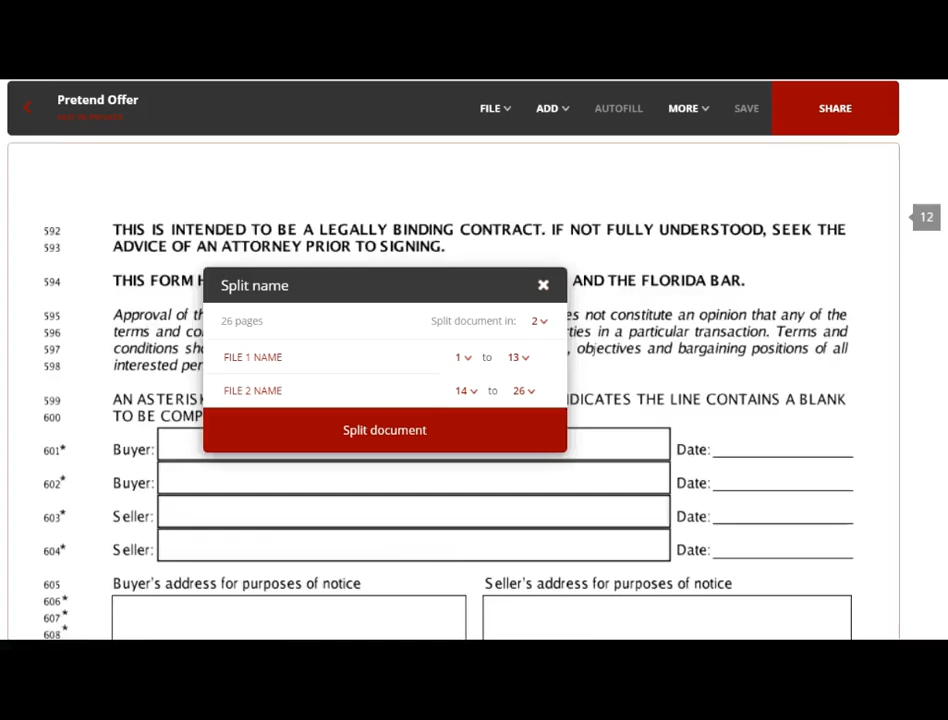 Pretend Offer
FILE ADD AUTOFILL MORE SAVE SHARE
12
592 THIS IS INTENDED TO BE A LEGALLY BINDING CONTRACT. IF NOT FULLY UNDERSTOOD, SEEK THE
593 ADVICE OF AN ATTORNEY PRIOR TO SIGNING.
594 THIS FORM H AND THE FLORIDA BAR.
595 Approval of th es not constitute an opinion that any of the
596 terms and co rties in a particular transaction. Terms and
597 conditions sho , objectives and bargaining positions of all
598 interested per
599 AN ASTERISK DICATES THE LINE CONTAINS A BLANK
600 TO BE COMP
Split name
26 pages Split document in: 2
FILE 1 NAME 1 to 13
FILE 2 NAME 14 to 26
Split document
601* Buyer: Date:
602* Buyer: Date:
603* Seller: Date:
604* Seller: Date:
605 Buyer's address for purposes of notice Seller's address for purposes of notice
606*
607*
608*